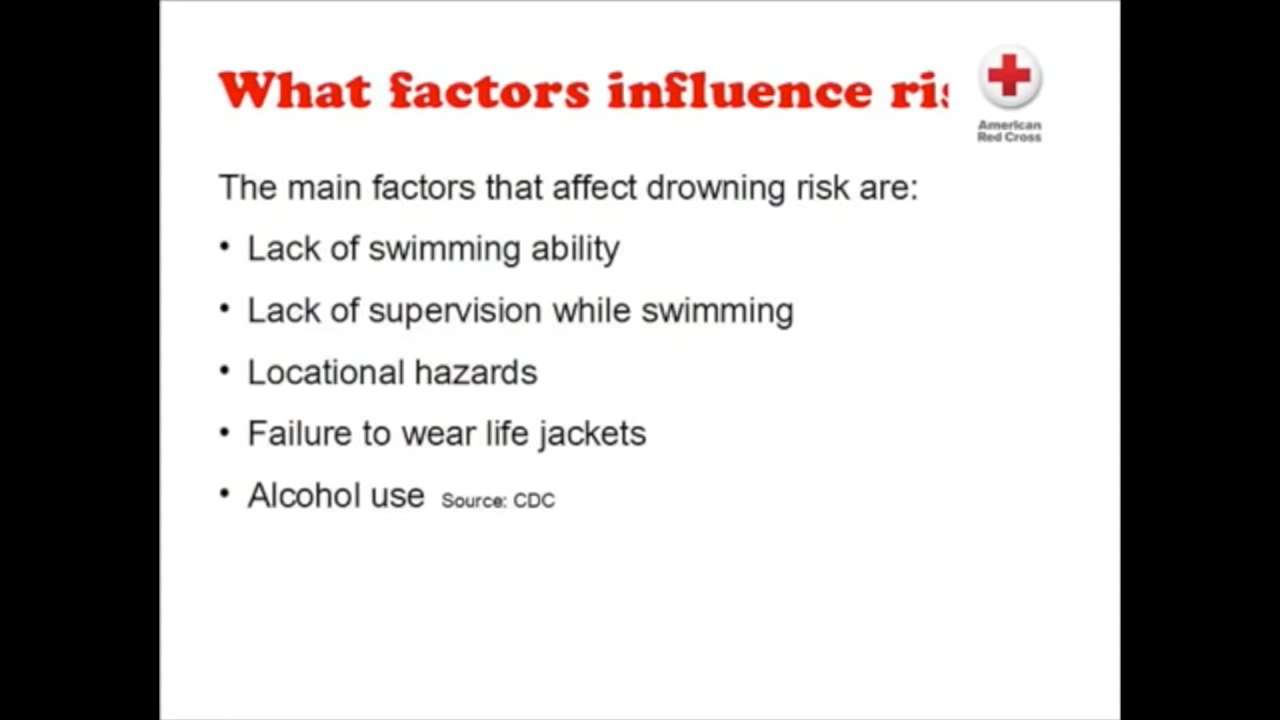 What factors influence
American
Red Cross
The main factors that affect drowning risk are:
• Lack of swimming ability
• Lack of supervision while swimming
• Locational hazards
• Failure to wear life jackets
• Alcohol use Source: CDC